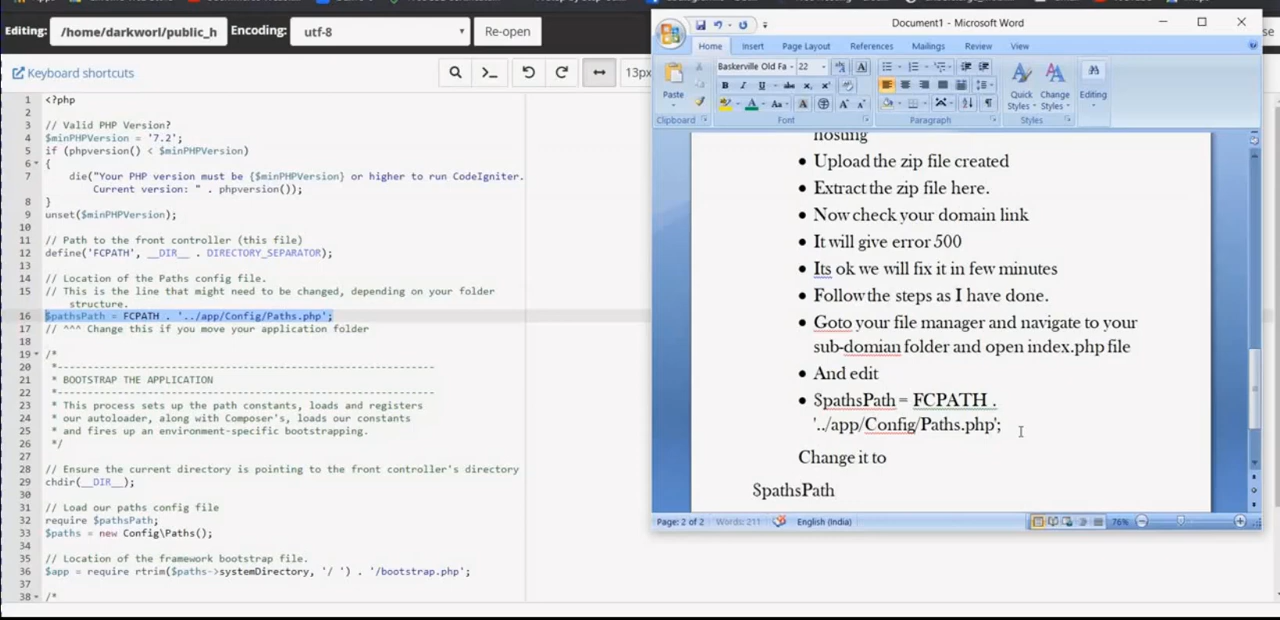 Editing:
/home/darkworl/public_h
Encoding:
utf-8
Re-open
Keyboard shortcuts
13px
1 <?php
2
3 // Valid PHP Version?
4 $minPHPVersion = '7.2';
5 if (phpversion() < $minPHPVersion)
6 {
7 die("Your PHP version must be {$minPHPVersion} or higher to run CodeIgniter.
Current version: " . phpversion());
8 }
9 unset($minPHPVersion);
10
11 // Path to the front controller (this file)
12 define('FCPATH', __DIR__ . DIRECTORY_SEPARATOR);
13
14 // Location of the Paths config file.
15 // This is the line that might need to be changed, depending on your folder
structure.
16 $pathsPath = FCPATH . '../app/Config/Paths.php';
17 // ^^^ Change this if you move your application folder
18
19 /*
20 *---------------------------------------------------------------
21 * BOOTSTRAP THE APPLICATION
22 *---------------------------------------------------------------
23 * This process sets up the path constants, loads and registers
24 * our autoloader, along with Composer's, loads our constants
25 * and fires up an environment-specific bootstrapping.
26 */
27
28 // Ensure the current directory is pointing to the front controller's directory
29 chdir(__DIR__);
30
31 // Load our paths config file
32 require $pathsPath;
33 $paths = new Config\Paths();
34
35 // Location of the framework bootstrap file.
36 $app = require rtrim($paths->systemDirectory, '/ ') . '/bootstrap.php';
37
38 /*
Document1 - Microsoft Word
Home Insert Page Layout References Mailings Review View
Baskerville Old Fa 22
Paste
Quick Styles
Change Styles
Editing
Clipboard Font Paragraph Styles
hosting
• Upload the zip file created
• Extract the zip file here.
• Now check your domain link
• It will give error 500
• Its ok we will fix it in few minutes
• Follow the steps as I have done.
• Goto your file manager and navigate to your
sub-domian folder and open index.php file
• And edit
• $pathsPath = FCPATH .
'../app/Config/Paths.php';
Change it to
$pathsPath
Page: 2 of 2 Words: 211 English (India) 76%